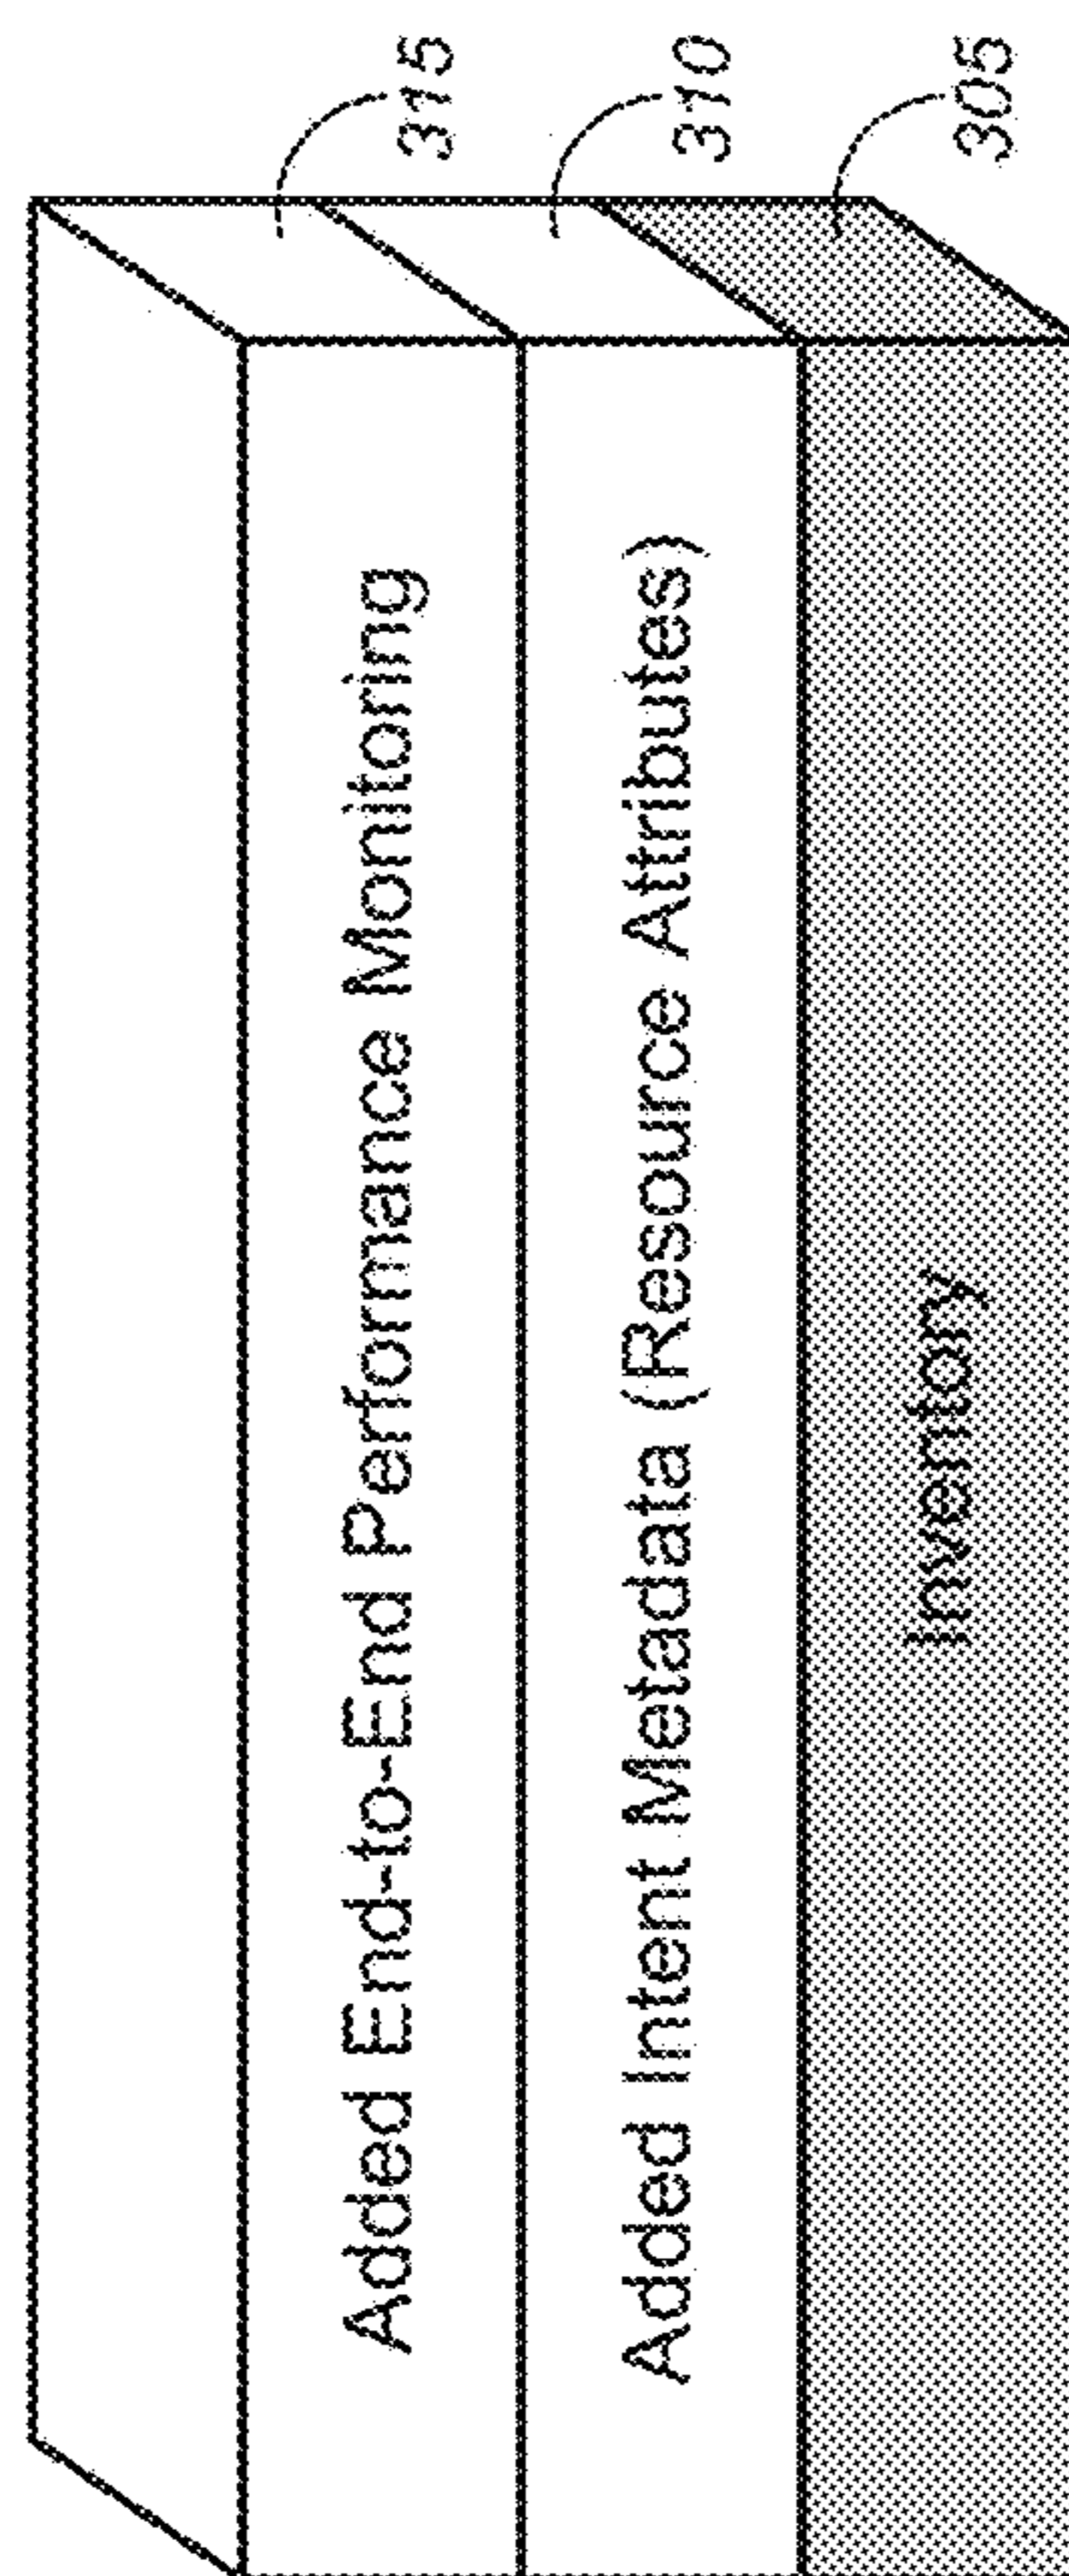 Added End-to-End Performance Monitoring
315
Added Intent Metadata (Resource Attributes)
310
Inventory
305